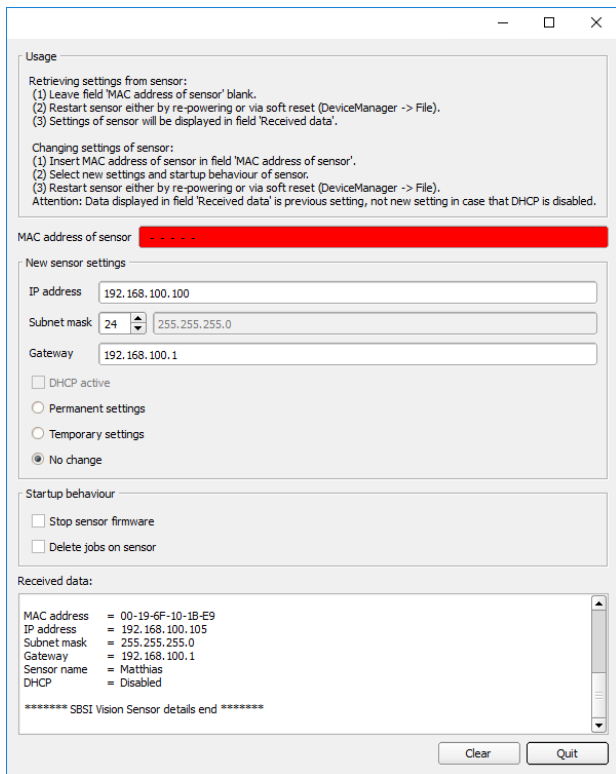 Usage
Retrieving settings from sensor:
(1) Leave field 'MAC address of sensor' blank.
(2) Restart sensor either by re-powering or via soft reset (DeviceManager -> File).
(3) Settings of sensor will be displayed in field 'Received data'.
Changing settings of sensor:
(1) Insert MAC address of sensor in field 'MAC address of sensor'.
(2) Select new settings and startup behaviour of sensor.
(3) Restart sensor either by re-powering or via soft reset (DeviceManager -> File).
Attention: Data displayed in field 'Received data' is previous setting, not new setting in case that DHCP is disabled.
MAC address of sensor - - - - -
New sensor settings
IP address 192.168.100.100
Subnet mask 24 255.255.255.0
Gateway 192.168.100.1
DHCP active
Permanent settings
Temporary settings
No change
Startup behaviour
Stop sensor firmware
Delete jobs on sensor
Received data:
MAC address = 00-19-6F-10-1B-E9
IP address = 192.168.100.105
Subnet mask = 255.255.255.0
Gateway = 192.168.100.1
Sensor name = Matthias
DHCP = Disabled
******* SBSI Vision Sensor details end *******
Clear Quit